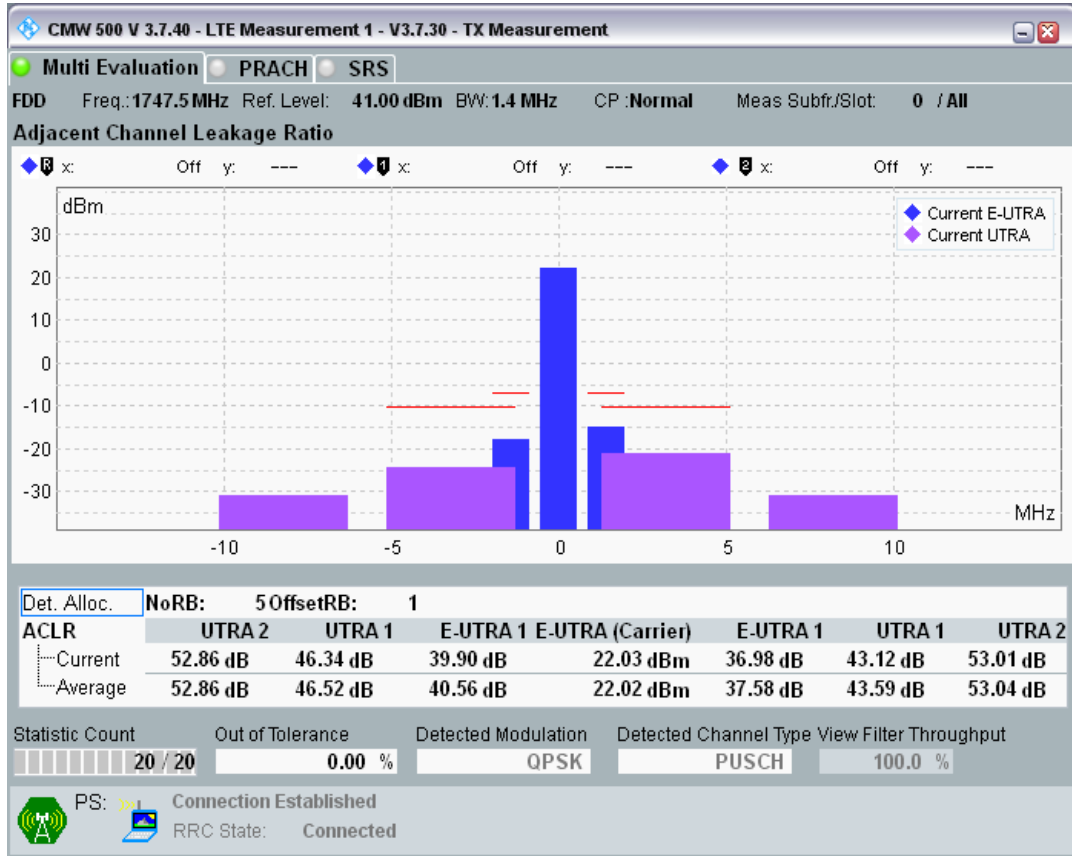 CMW 500 V 3.7.40 - LTE Measurement 1 - V3.7.30 - TX Measurement
Multi Evaluation PRACH SRS
FDD Freq.: 1747.5 MHz Ref. Level: 41.00 dBm BW: 1.4 MHz CP :Normal Meas Subfr./Slot: 0 / All
Adjacent Channel Leakage Ratio
R x: Off y: --- 1 x: Off y: --- 2 x: Off y: ---
dBm
Current E-UTRA
Current UTRA
30
20
10
0
-10
-20
-30
MHz
-10 -5 0 5 10
Det. Alloc. NoRB: 5 OffsetRB: 1
ACLR UTRA 2 UTRA 1 E-UTRA 1 E-UTRA (Carrier) E-UTRA 1 UTRA 1 UTRA 2
Current 52.86 dB 46.34 dB 39.90 dB 22.03 dBm 36.98 dB 43.12 dB 53.01 dB
Average 52.86 dB 46.52 dB 40.56 dB 22.02 dBm 37.58 dB 43.59 dB 53.04 dB
Statistic Count Out of Tolerance Detected Modulation Detected Channel Type View Filter Throughput
20 / 20 0.00 % QPSK PUSCH 100.0 %
PS: Connection Established
RRC State: Connected